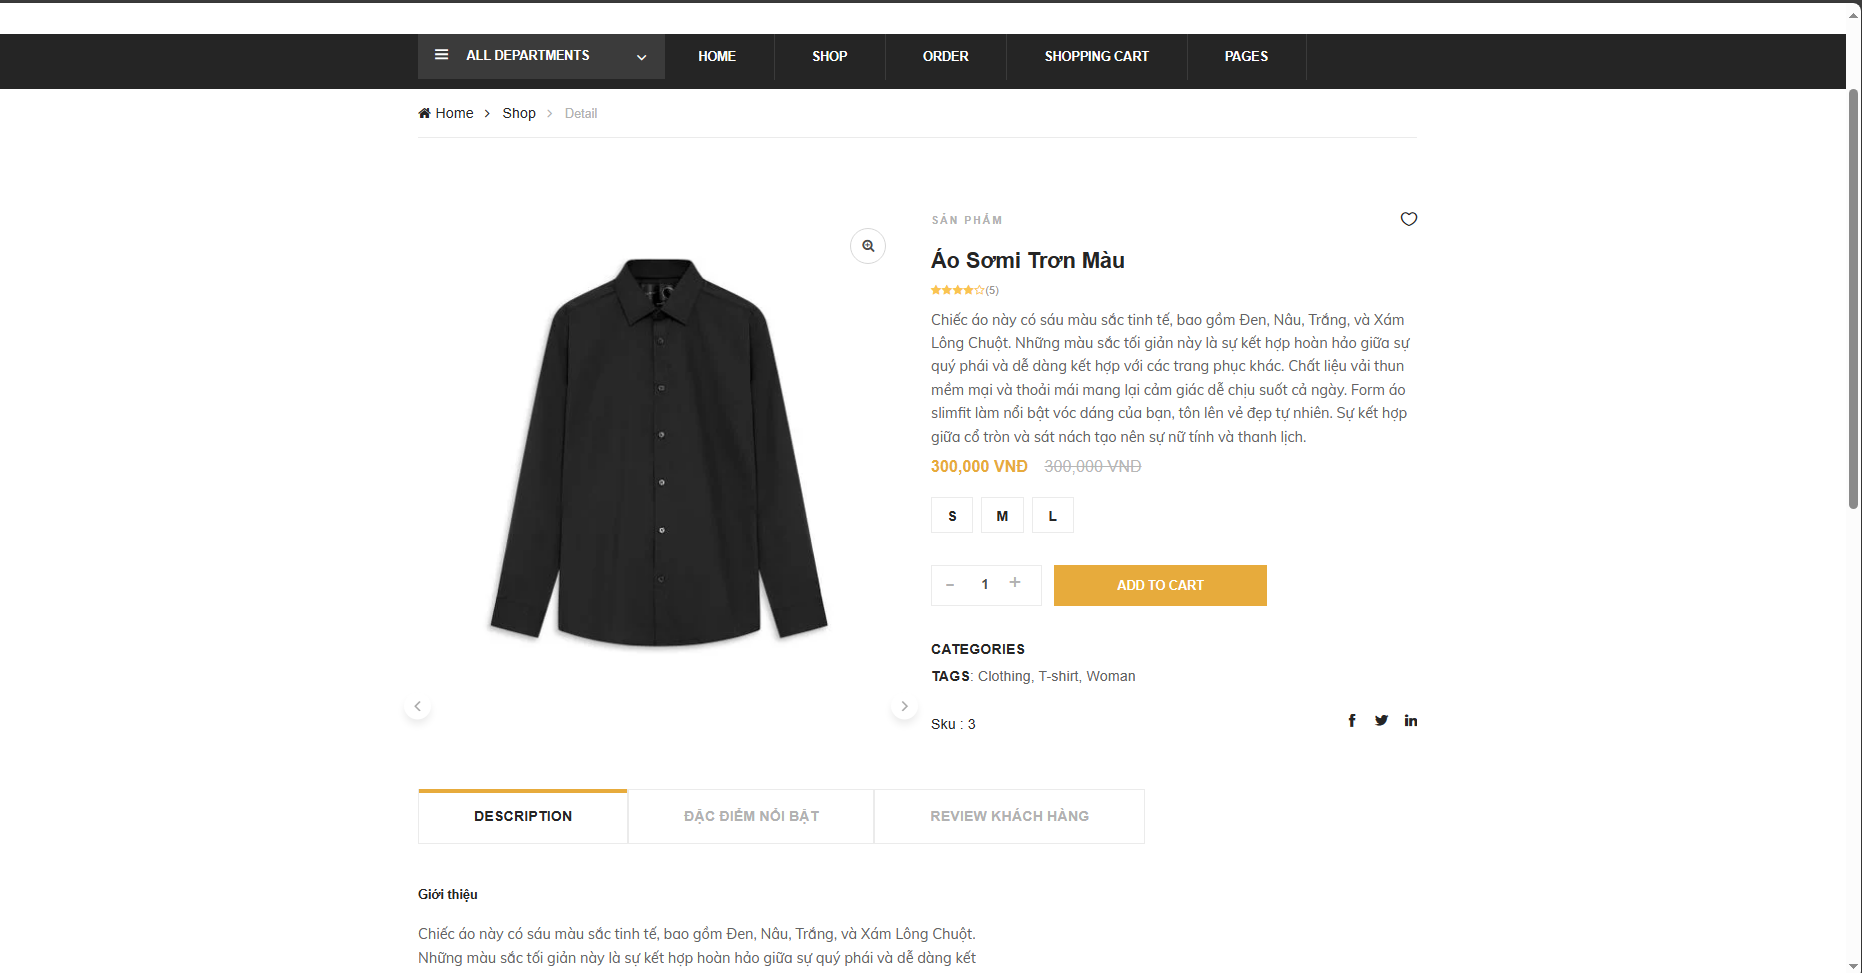 ALL DEPARTMENTS
HOME
SHOP
ORDER
SHOPPING CART
PAGES
Home
Shop
Detail
SẢN PHẨM
Áo Sơmi Trơn Màu
(5)
Chiếc áo này có sáu màu sắc tinh tế, bao gồm Đen, Nâu, Trắng, và Xám
Lông Chuột. Những màu sắc tối giản này là sự kết hợp hoàn hảo giữa sự
quý phái và dễ dàng kết hợp với các trang phục khác. Chất liệu vải thun
mềm mại và thoải mái mang lại cảm giác dễ chịu suốt cả ngày. Form áo
slimfit làm nổi bật vóc dáng của bạn, tôn lên vẻ đẹp tự nhiên. Sự kết hợp
giữa cổ tròn và sát nách tạo nên sự nữ tính và thanh lịch.
300,000 VNĐ 300,000 VNĐ
S M L
- 1 +
ADD TO CART
CATEGORIES
TAGS: Clothing, T-shirt, Woman
Sku : 3
DESCRIPTION
ĐẶC ĐIỂM NỔI BẬT
REVIEW KHÁCH HÀNG
Giới thiệu
Chiếc áo này có sáu màu sắc tinh tế, bao gồm Đen, Nâu, Trắng, và Xám Lông Chuột.
Những màu sắc tối giản này là sự kết hợp hoàn hảo giữa sự quý phái và dễ dàng kết